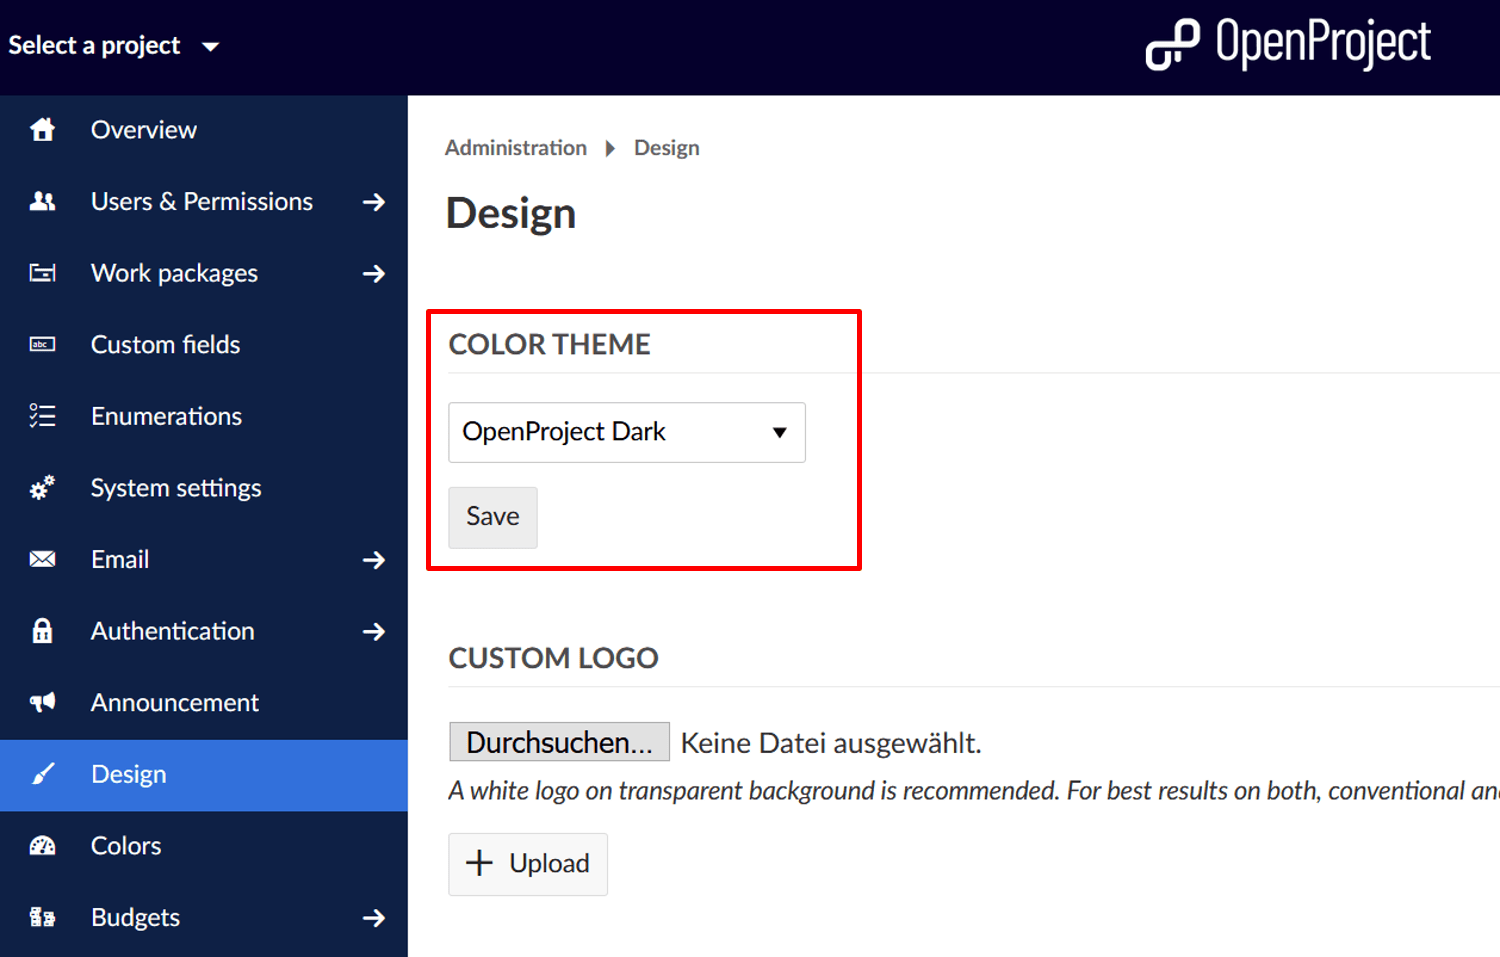 Select a project
OpenProject
Overview
Users & Permissions
Work packages
abc
Custom fields
Enumerations
System settings
Email
Authentication
Announcement
Design
Colors
Budgets
Administration
Design
Design
COLOR THEME
OpenProject Dark
Save
CUSTOM LOGO
Durchsuchen... Keine Datei ausgewählt.
A white logo on transparent background is recommended. For best results on both, conventional an
Upload